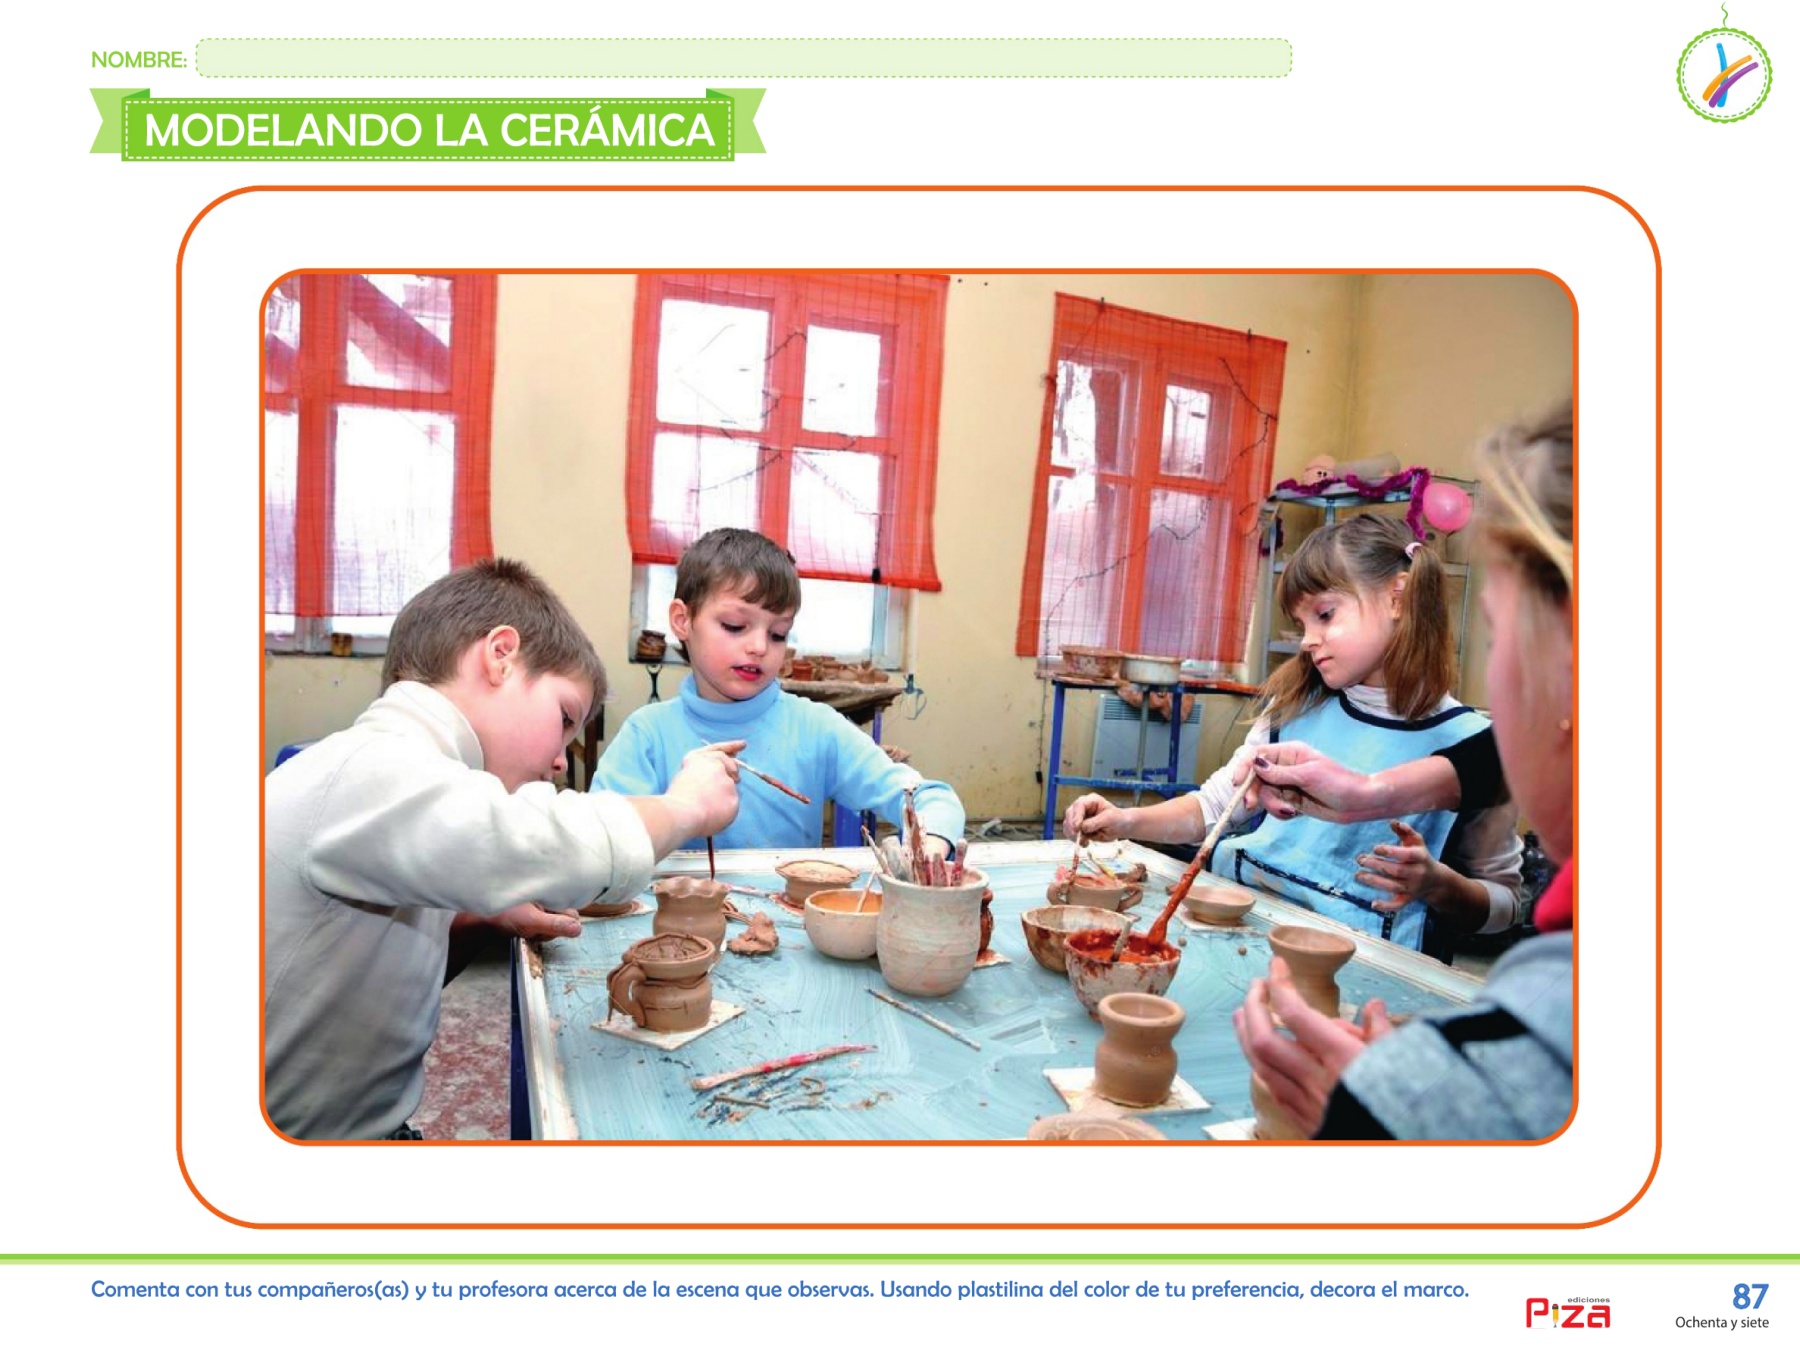 NOMBRE:
MODELANDO LA CERÁMICA
Comenta con tus compañeros(as) y tu profesora acerca de la escena que observas. Usando plastilina del color de tu preferencia, decora el marco.
ediciones
Piza
87
Ochenta y siete